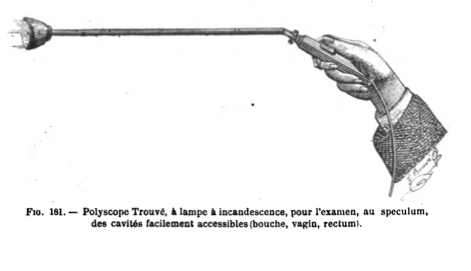 Fig. 181. — Polyscope Trouvé, à lampe à incandescence, pour l'examen, au speculum,
des cavités facilement accessibles (bouche, vagin, rectum).